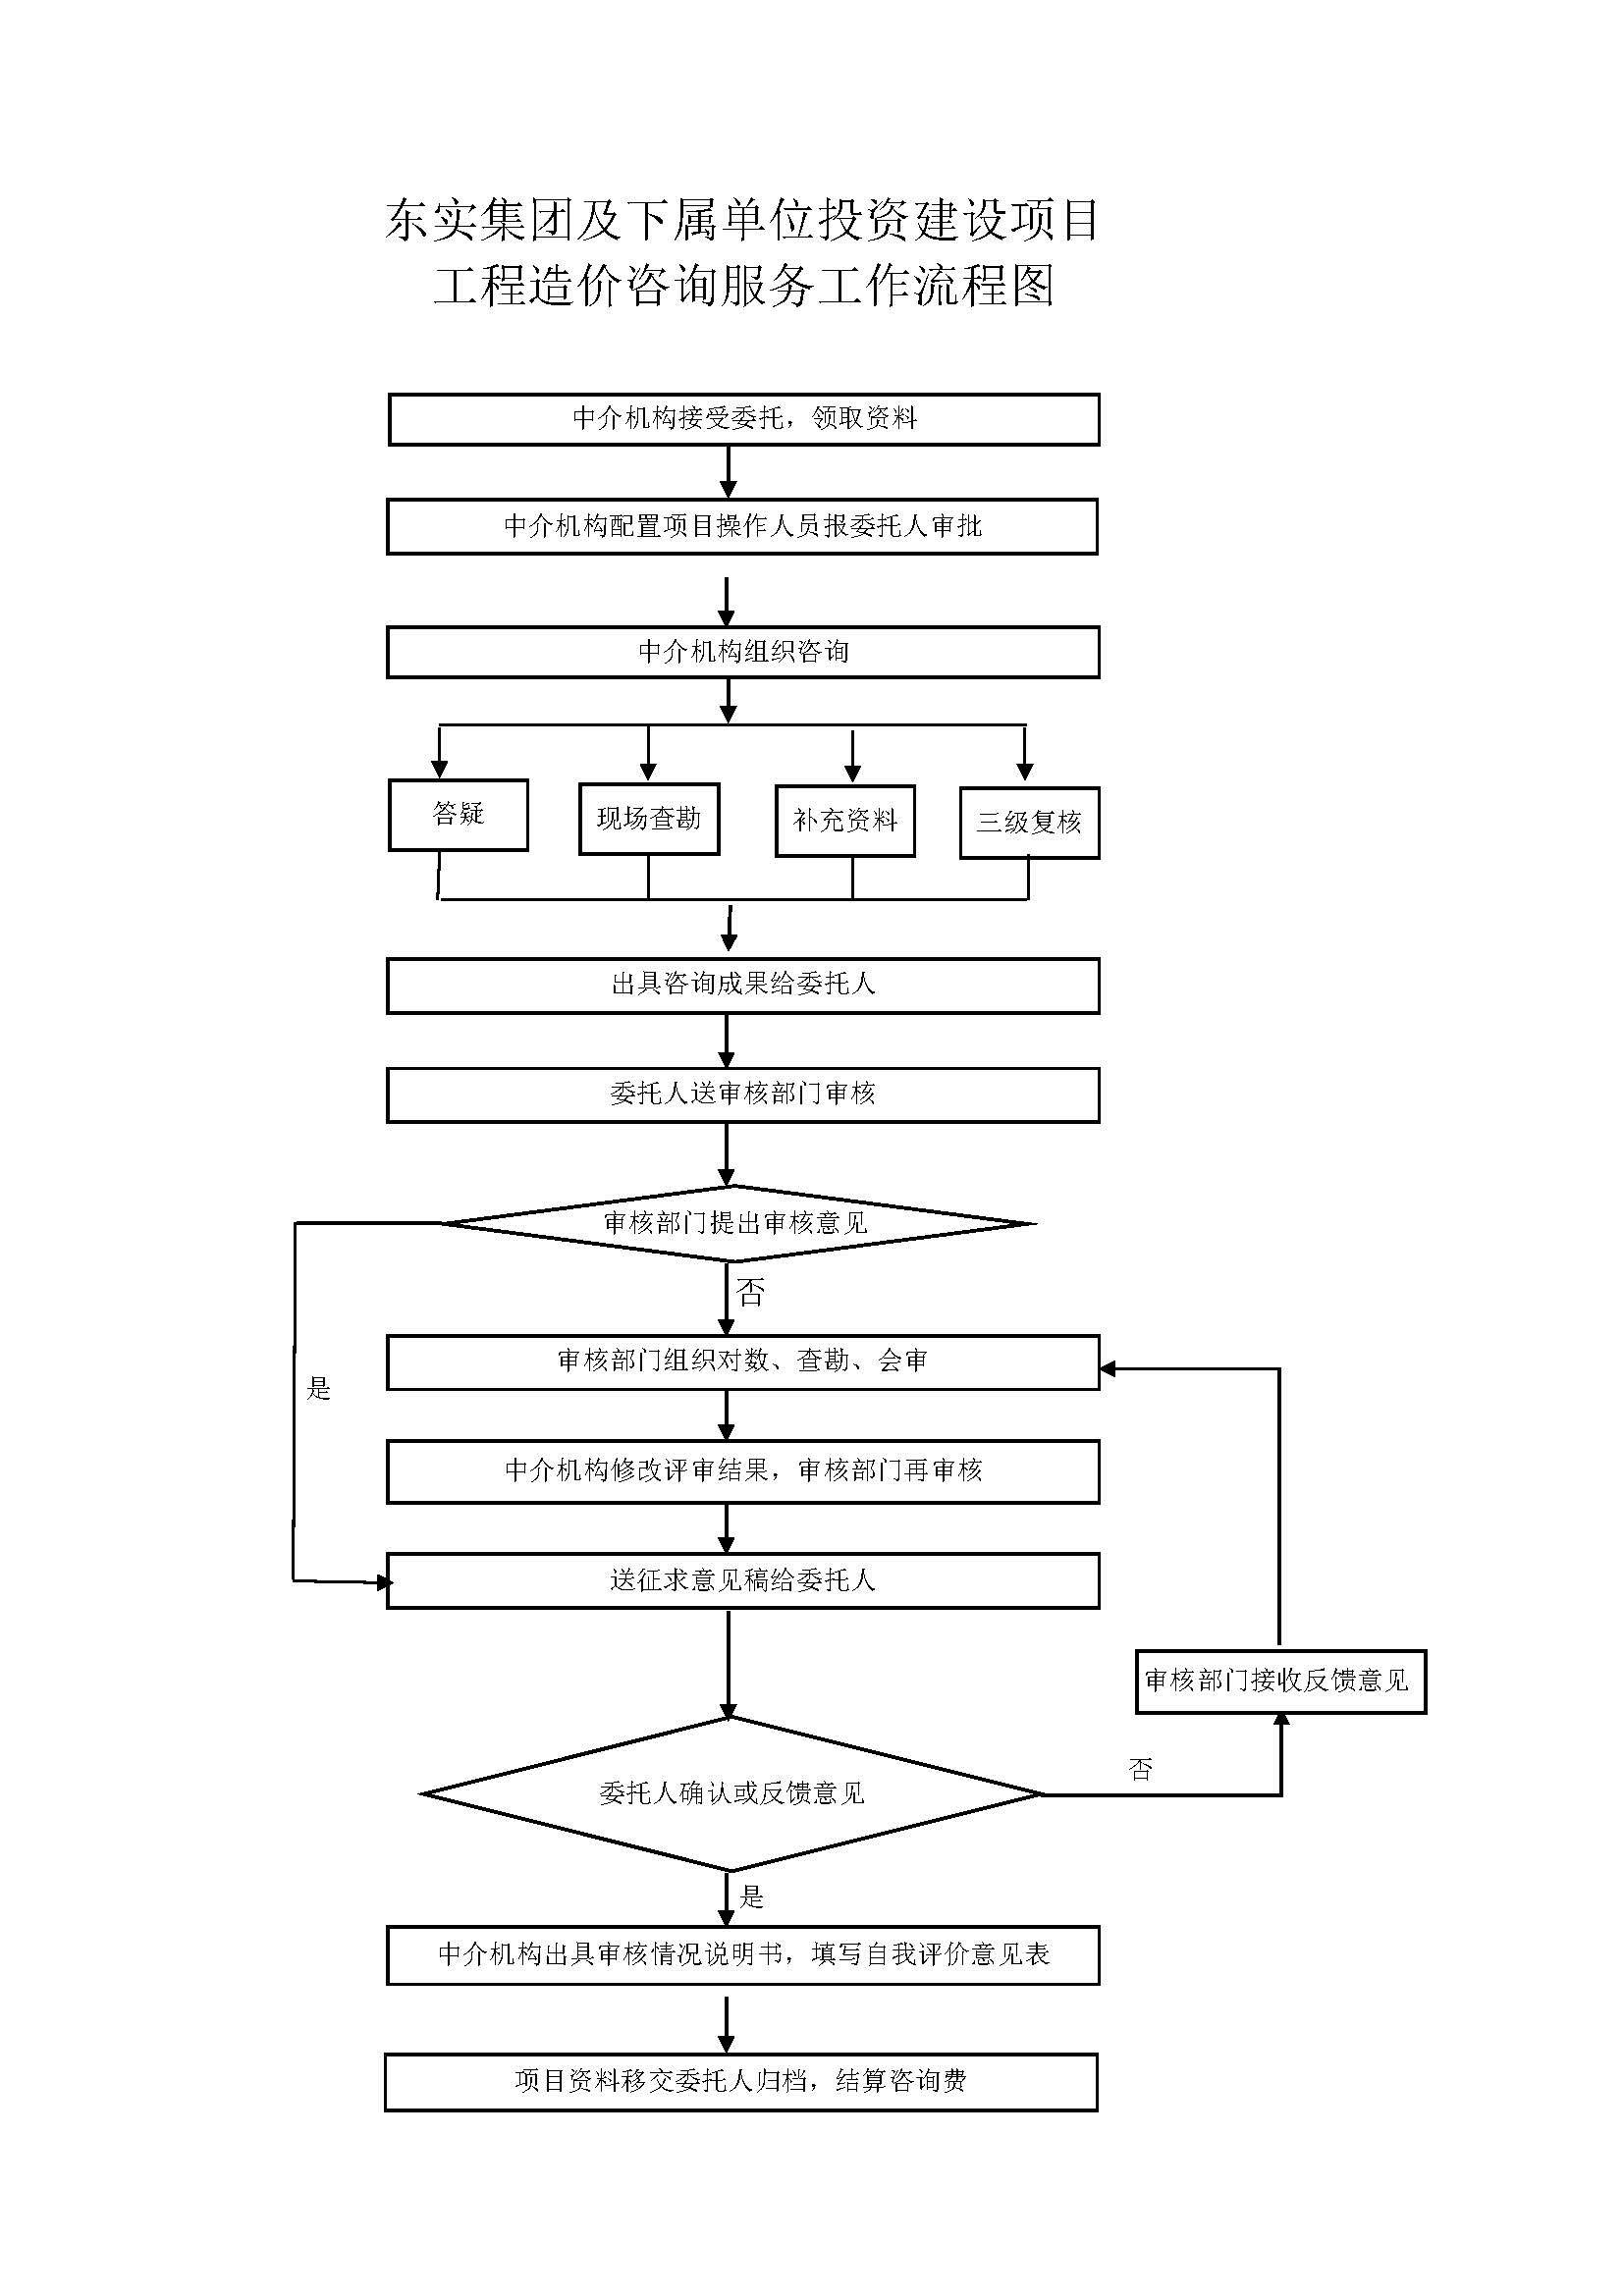 东实集团及下属单位投资建设项目
工程造价咨询服务工作流程图
中介机构接受委托，领取资料
中介机构配置项目操作人员报委托人审批
中介机构组织咨询
答疑
现场查勘
补充资料
三级复核
出具咨询成果给委托人
委托人送审核部门审核
审核部门提出审核意见
否
审核部门组织对数、查勘、会审
是
中介机构修改评审结果，审核部门再审核
送征求意见稿给委托人
审核部门接收反馈意见
否
委托人确认或反馈意见
是
中介机构出具审核情况说明书，填写自我评价意见表
项目资料移交委托人归档，结算咨询费